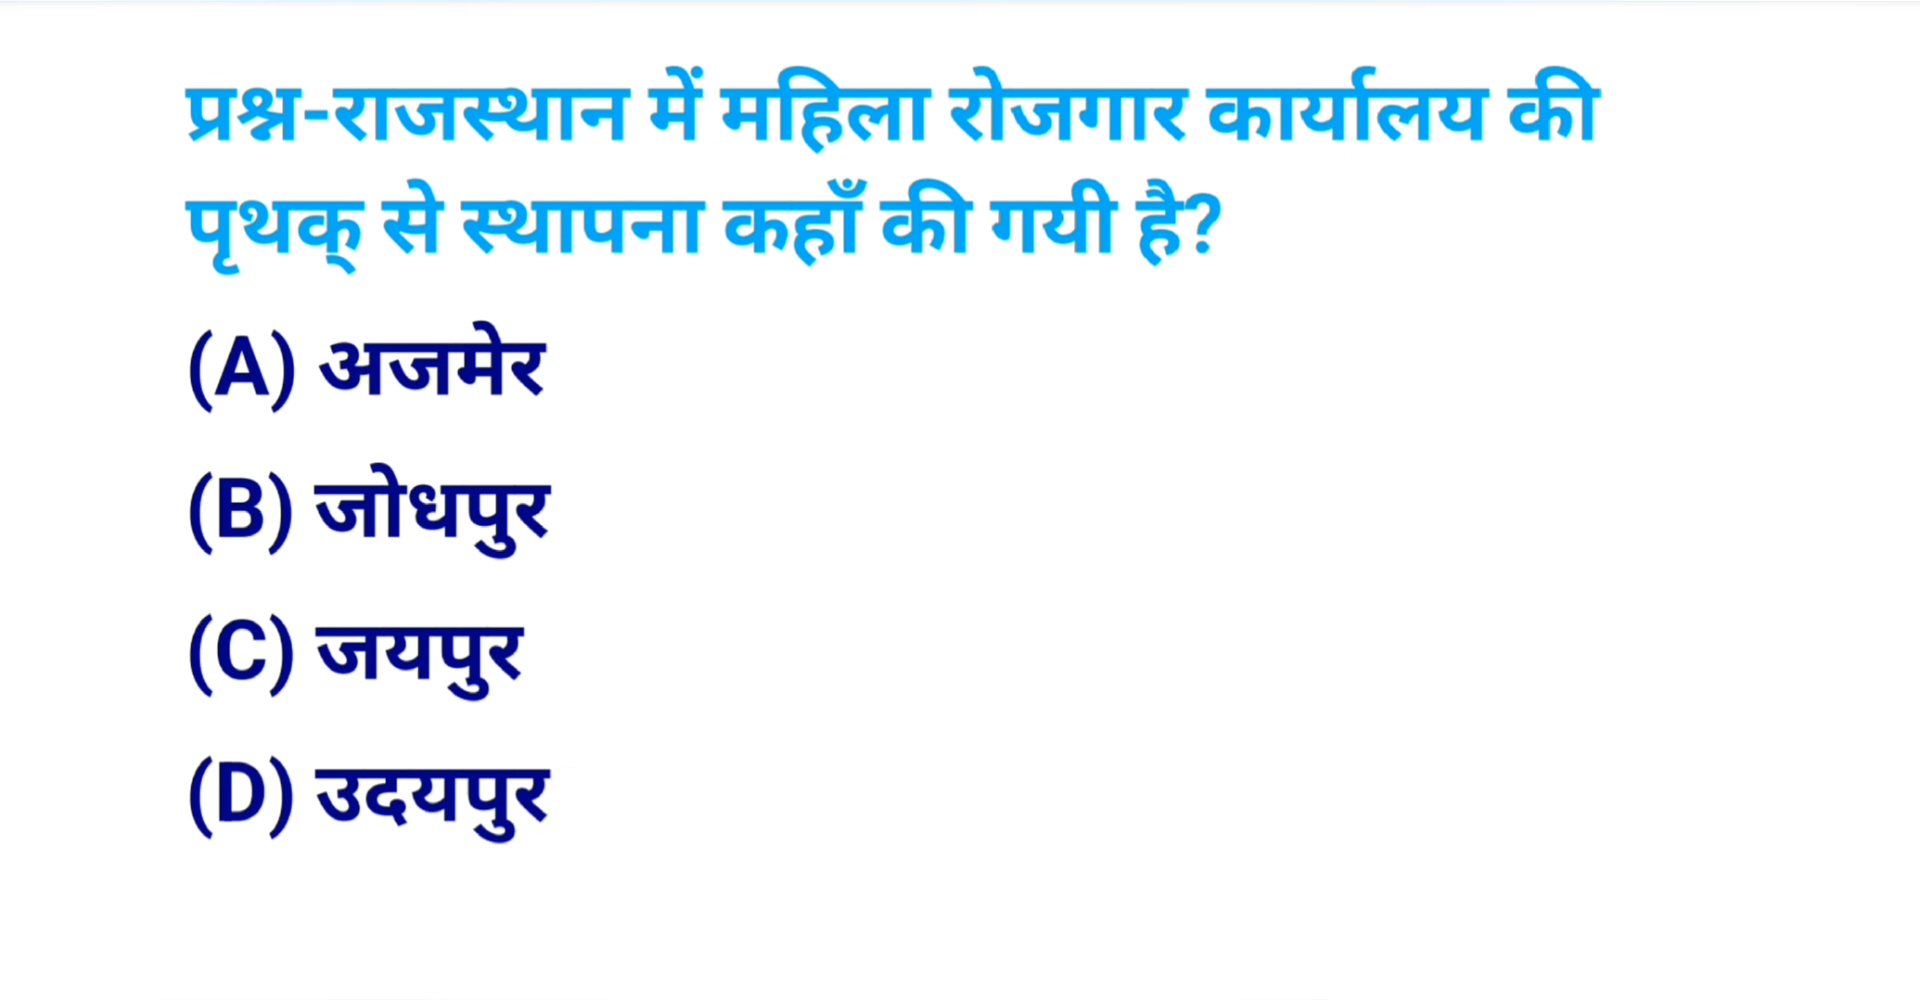 प्रश्न-राजस्थान में महिला रोजगार कार्यालय की
पृथक् से स्थापना कहाँ की गयी है?
(A) अजमेर
(B) जोधपुर
(C) जयपुर
(D) उदयपुर